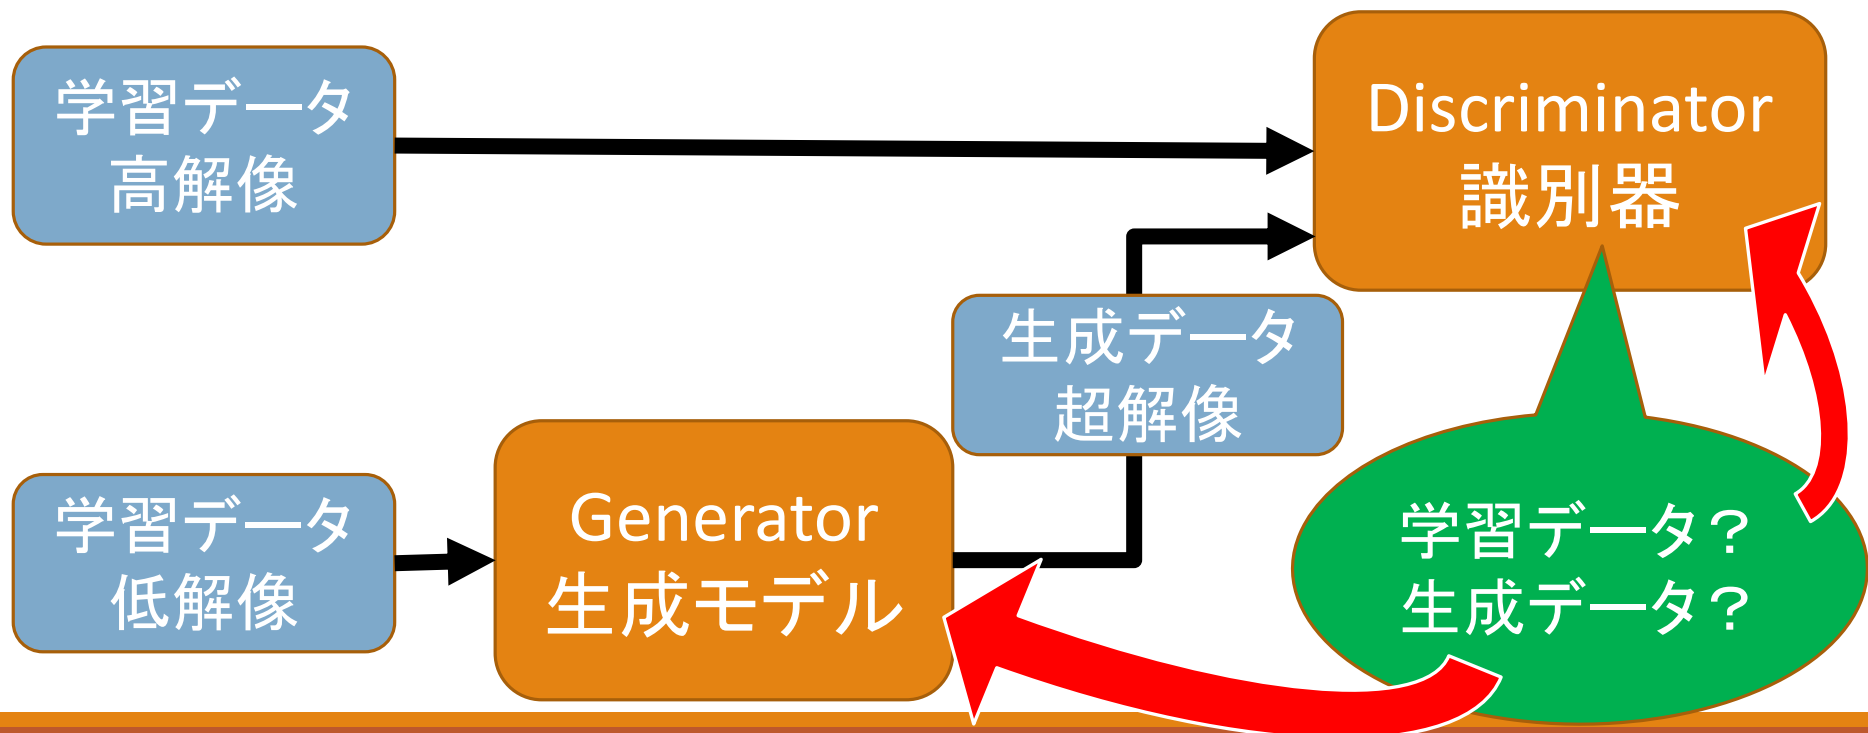 学習データ
高解像
Discriminator
識別器
生成データ
超解像
学習データ
低解像
Generator
生成モデル
学習データ？
生成データ？